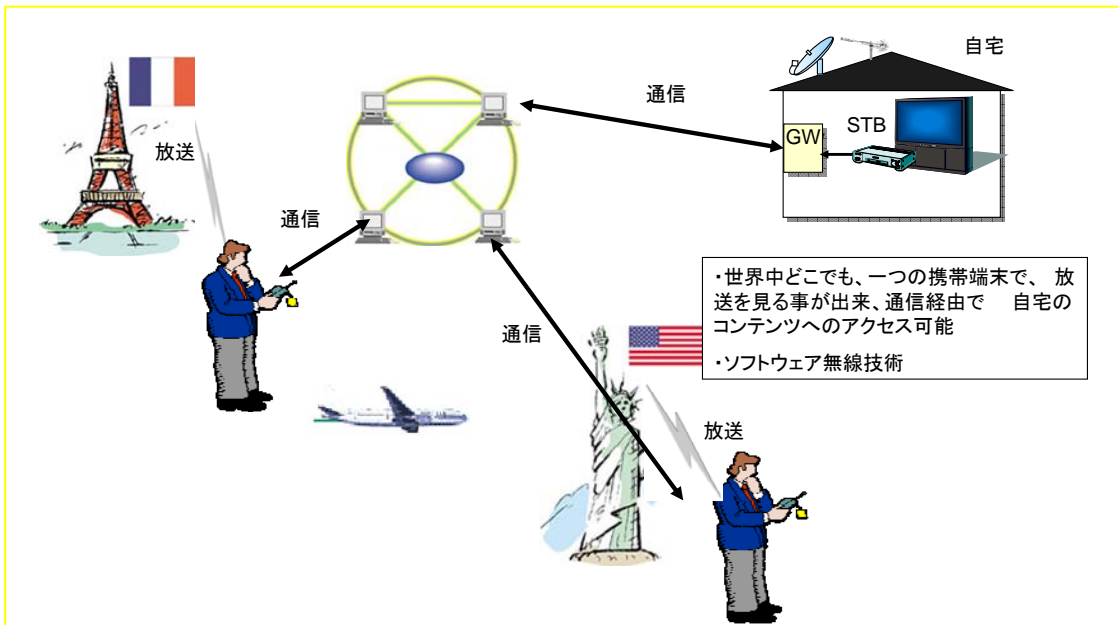 自宅
通信
STB
GW
放送
通信
・世界中どこでも、一つの携帯端末で、 放
送を見る事が出来、通信経由で 自宅の
コンテンツへのアクセス可能
・ソフトウェア無線技術
通信
放送